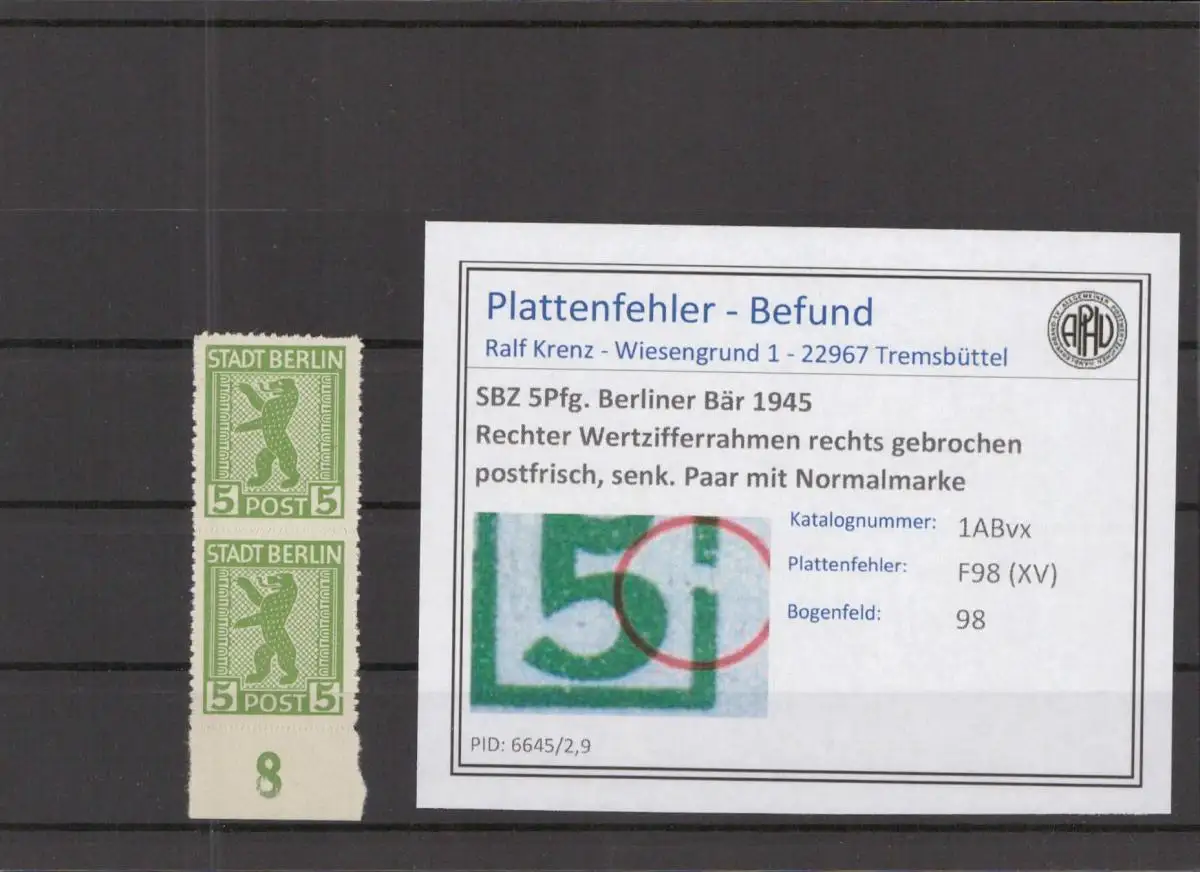 STADT BERLIN
5 POST 5
STADT BERLIN
5 POST 5
8
Plattenfehler - Befund
Ralf Krenz - Wiesengrund 1 - 22967 Tremsbüttel
APHV
SBZ 5Pfg. Berliner Bär 1945
Rechter Wertzifferrahmen rechts gebrochen
postfrisch, senk. Paar mit Normalmarke
5
Katalognummer: 1ABvx
Plattenfehler: F98 (XV)
Bogenfeld: 98
PID: 6645/2,9